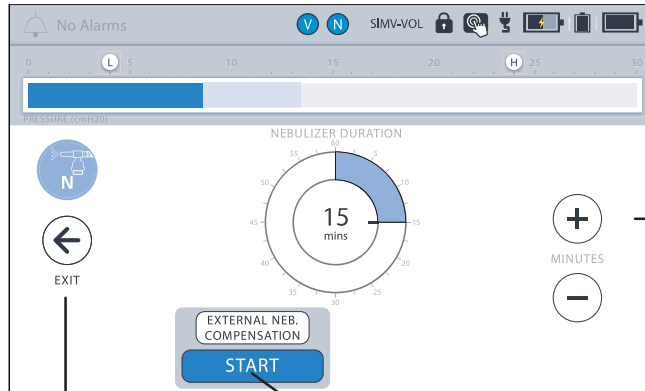 No Alarms
V N SIMV-VOL
0 L 5 10 15 20 H 25 30
PRESSURE (cmH20)
NEBULIZER DURATION
60
55 5
50 10
45 15
40 20
35 25
30
15
mins
N
EXIT
+
MINUTES
−
EXTERNAL NEB.
COMPENSATION
START